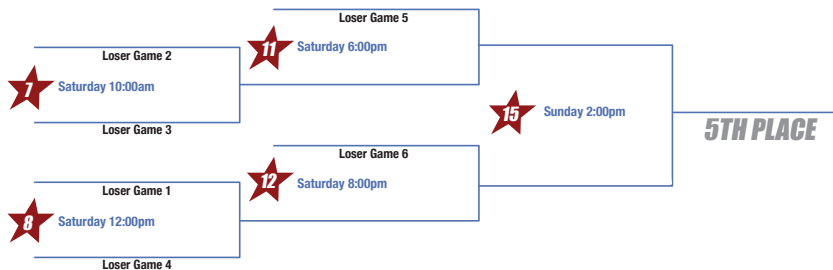 Loser Game 5
11
Saturday 6:00pm
Loser Game 2
7
Saturday 10:00am
Loser Game 3
15
Sunday 2:00pm
5TH PLACE
Loser Game 6
12
Saturday 8:00pm
Loser Game 1
8
Saturday 12:00pm
Loser Game 4